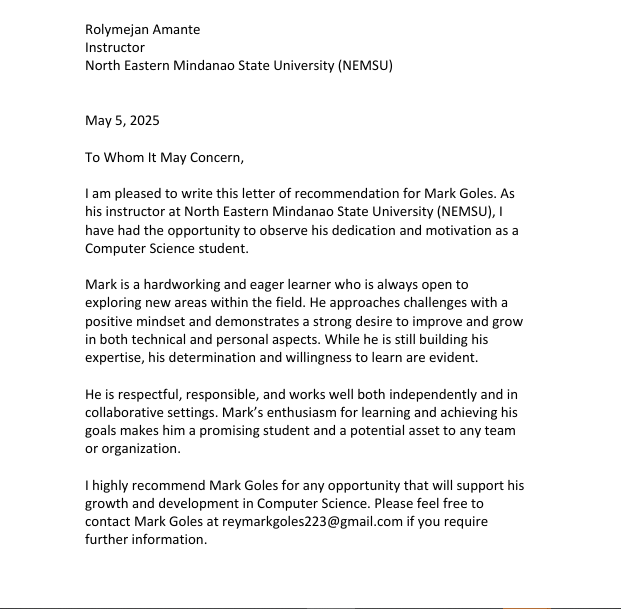 Rolymejan Amante
Instructor
North Eastern Mindanao State University (NEMSU)
May 5, 2025
To Whom It May Concern,
I am pleased to write this letter of recommendation for Mark Goles. As
his instructor at North Eastern Mindanao State University (NEMSU), I
have had the opportunity to observe his dedication and motivation as a
Computer Science student.
Mark is a hardworking and eager learner who is always open to
exploring new areas within the field. He approaches challenges with a
positive mindset and demonstrates a strong desire to improve and grow
in both technical and personal aspects. While he is still building his
expertise, his determination and willingness to learn are evident.
He is respectful, responsible, and works well both independently and in
collaborative settings. Mark’s enthusiasm for learning and achieving his
goals makes him a promising student and a potential asset to any team
or organization.
I highly recommend Mark Goles for any opportunity that will support his
growth and development in Computer Science. Please feel free to
contact Mark Goles at reymarkgoles223@gmail.com if you require
further information.